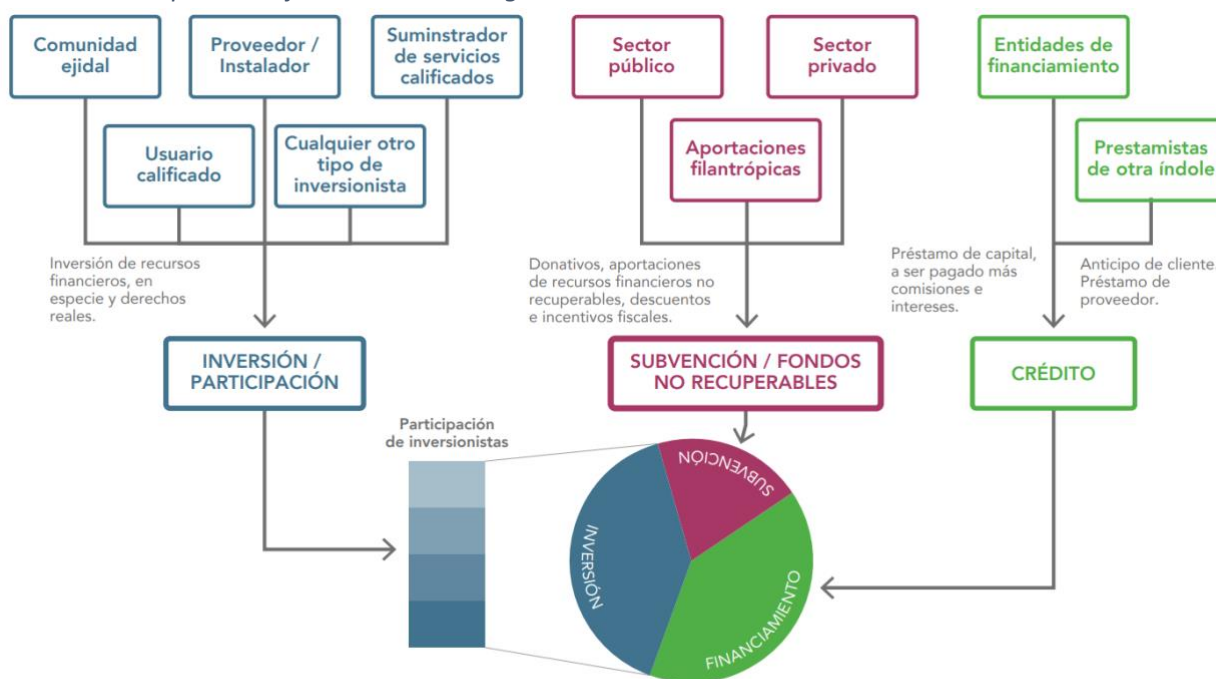 Comunidad
ejidal
Proveedor /
Instalador
Suministrador
de servicios
calificados
Sector
público
Sector
privado
Entidades de
financiamiento
Usuario
calificado
Cualquier otro
tipo de
inversionista
Aportaciones
filantrópicas
Prestamistas
de otra índole
Inversión de recursos
financieros, en
especie y derechos
reales.
Donativos, aportaciones
de recursos financieros no
recuperables, descuentos
e incentivos fiscales.
Préstamo de capital,
a ser pagado más
comisiones e
intereses.
Anticipo de cliente.
Préstamo de
proveedor.
INVERSIÓN /
PARTICIPACIÓN
SUBVENCIÓN / FONDOS
NO RECUPERABLES
CRÉDITO
Participación
de inversionistas
SUBVENCIÓN
INVERSIÓN
FINANCIAMIENTO